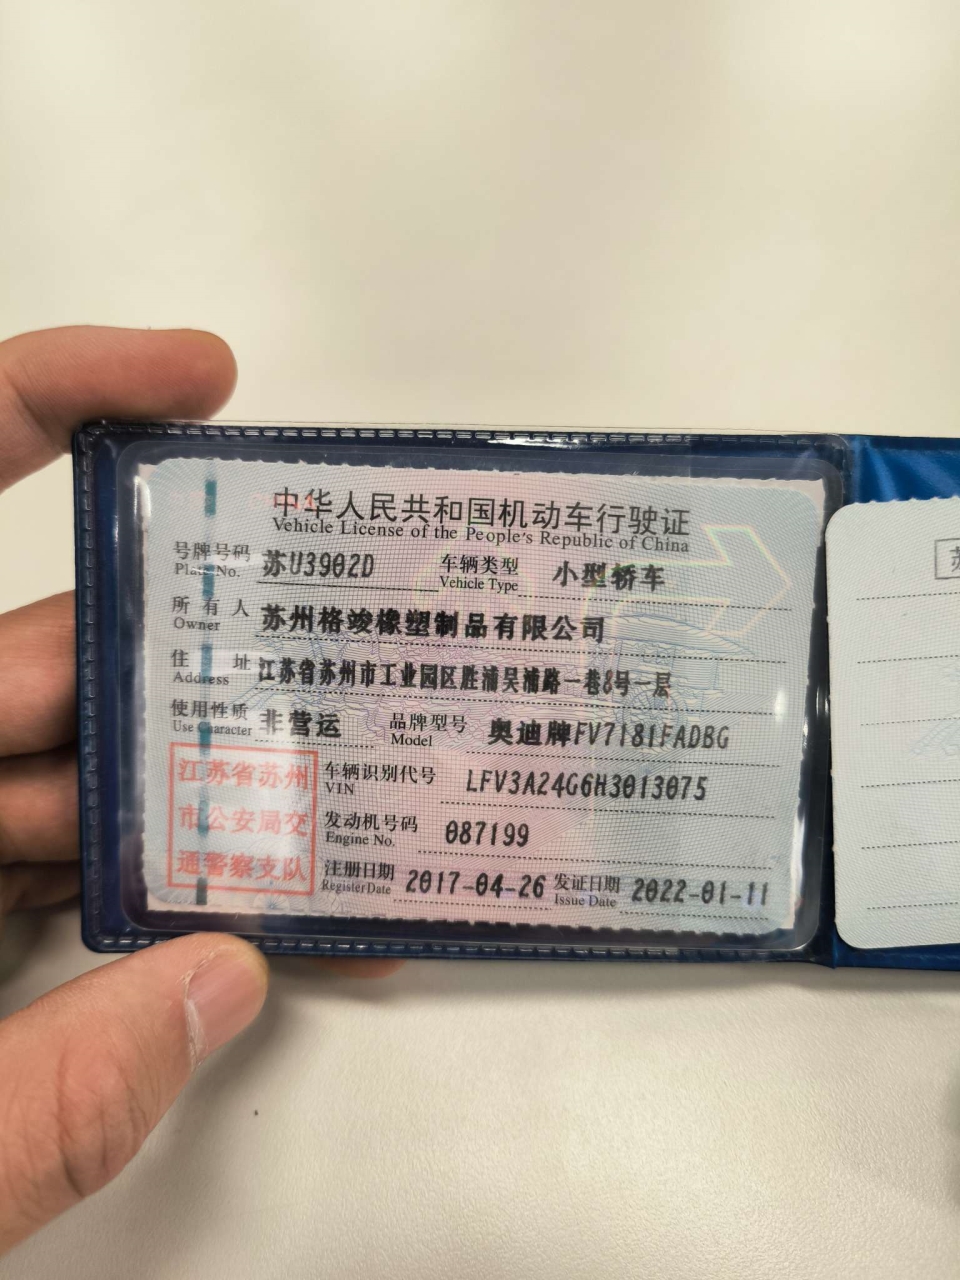 中华人民共和国机动车行驶证
Vehicle License of the People's Republic of China
号牌号码 苏U3902D 车辆类型 小型轿车
Plate No. Vehicle Type
所有人 苏州格竣橡塑制品有限公司
Owner
住址 江苏省苏州市工业园区胜浦吴浦路一巷8号一层
Address
使用性质 非营运 品牌型号 奥迪牌FV7181FADBG
Use Character Model
江苏省苏州 车辆识别代号 LFV3A24G6H3013075
VIN
市公安局交 发动机号码 087199
Engine No.
通警察支队 注册日期 2017-04-26 发证日期 2022-01-11
Register Date Issue Date
苏